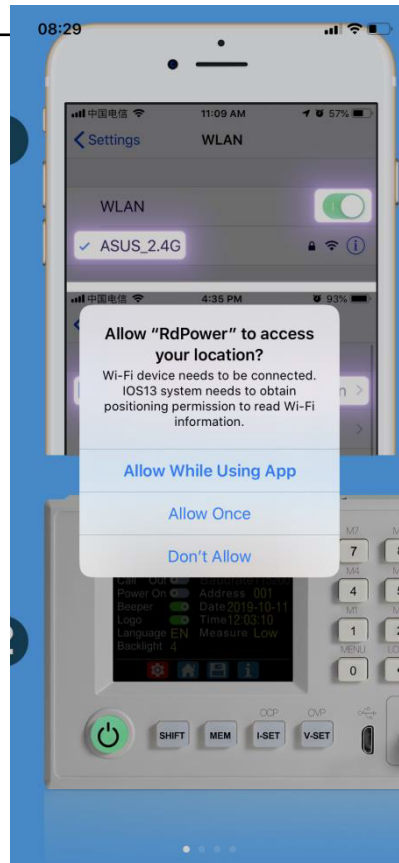 08:29
中国电信 11:09 AM 57%
Settings WLAN
WLAN
ASUS_2.4G
中国电信 4:35 PM 93%
Allow “RdPower” to access
your location?
Wi-Fi device needs to be connected.
IOS13 system needs to obtain
positioning permission to read Wi-Fi
information.
Allow While Using App
Allow Once
Don’t Allow
Power On Address 001
Beeper Date 2019-10-11
Logo Time 12:03:10
Language EN Measure Low
Backlight 4
M7
7
M4
4
M1
1
MENU
0
OCP OVP
SHIFT MEM I-SET V-SET